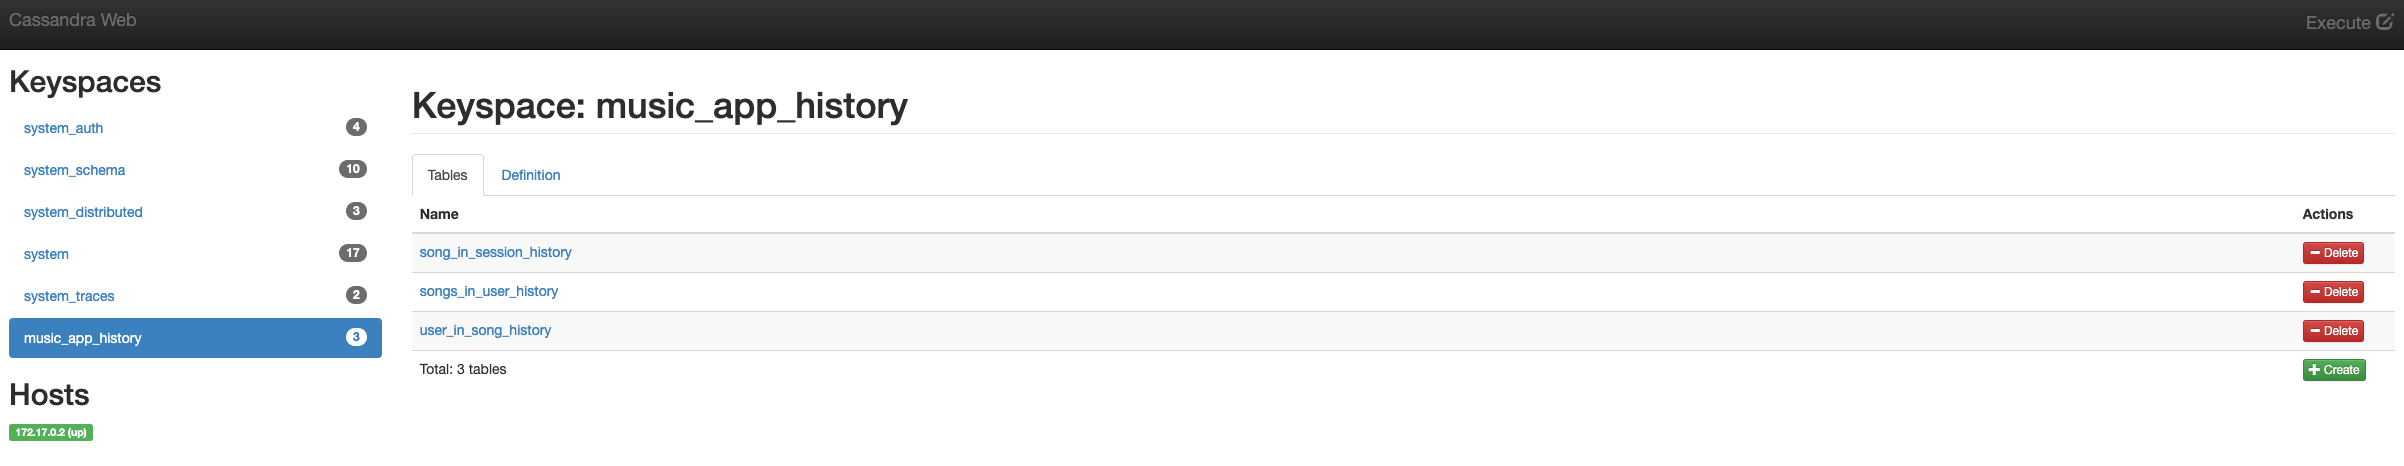 Cassandra Web
Execute
Keyspaces
system_auth 4
system_schema 10
system_distributed 3
system 17
system_traces 2
music_app_history 3
Hosts
172.17.0.2 (up)
Keyspace: music_app_history
Tables Definition
Name Actions
song_in_session_history Delete
songs_in_user_history Delete
user_in_song_history Delete
Total: 3 tables Create